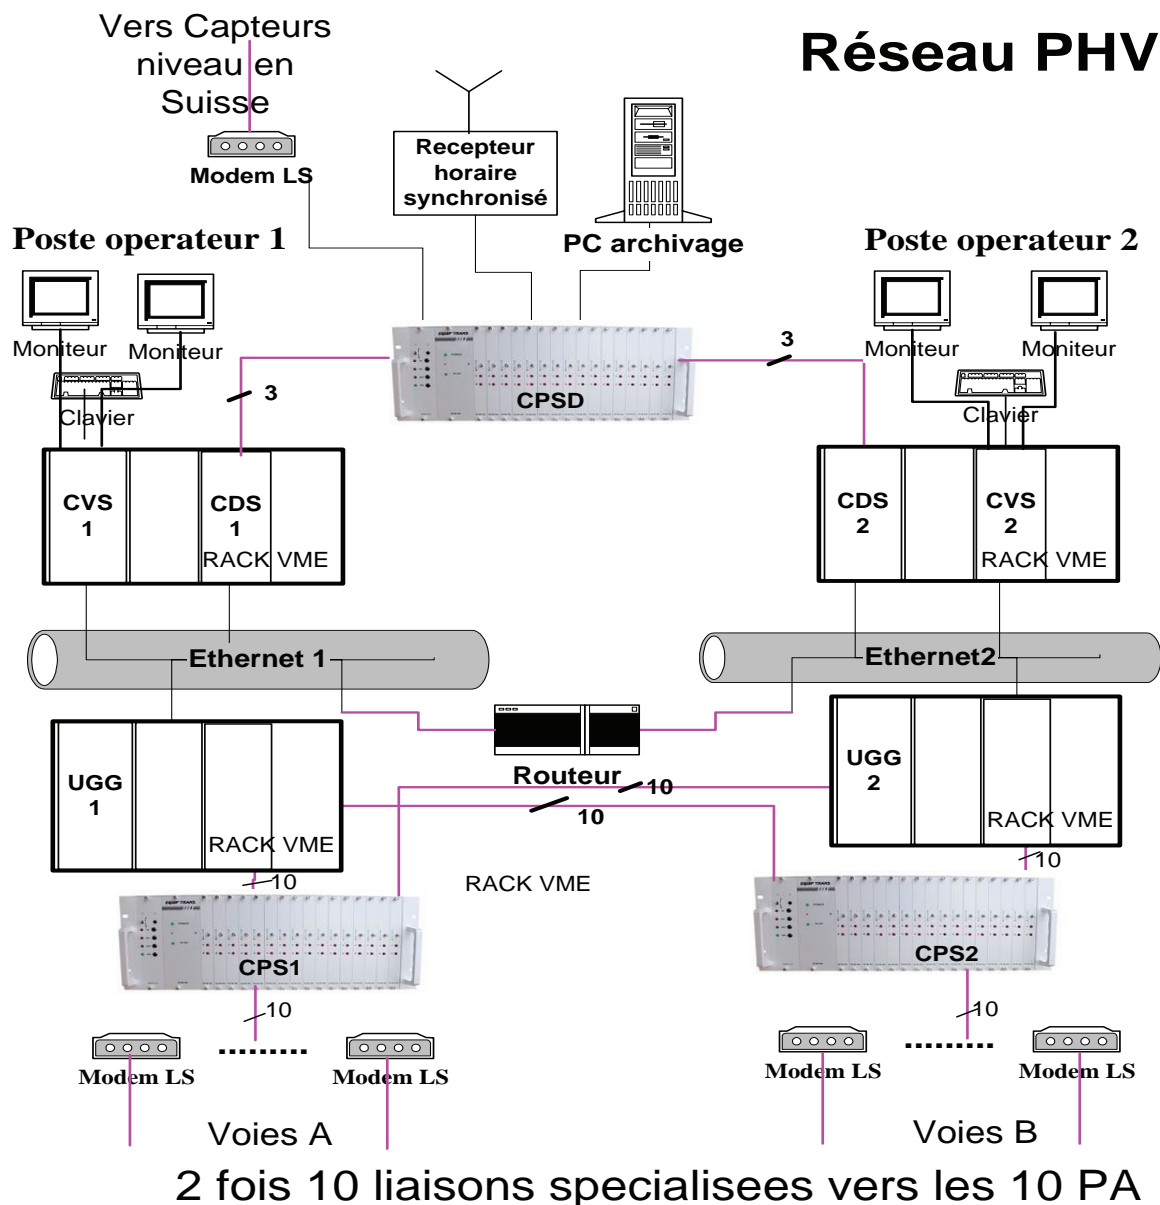 Vers Capteurs
niveau en
Suisse
Réseau PHV
Modem LS
Recepteur
horaire
synchronisé
PC archivage
Poste operateur 1
Poste operateur 2
Moniteur
Moniteur
Clavier
3
CPSD
3
Moniteur
Moniteur
Clavier
CVS
1
CDS
1
RACK VME
CDS
2
CVS
2
RACK VME
Ethernet 1
Ethernet2
UGG
1
RACK VME
Routeur
10
10
UGG
2
RACK VME
10
RACK VME
10
CPS1
CPS2
10
10
Modem LS
Modem LS
Modem LS
Modem LS
Voies A
Voies B
2 fois 10 liaisons specialisees vers les 10 PA